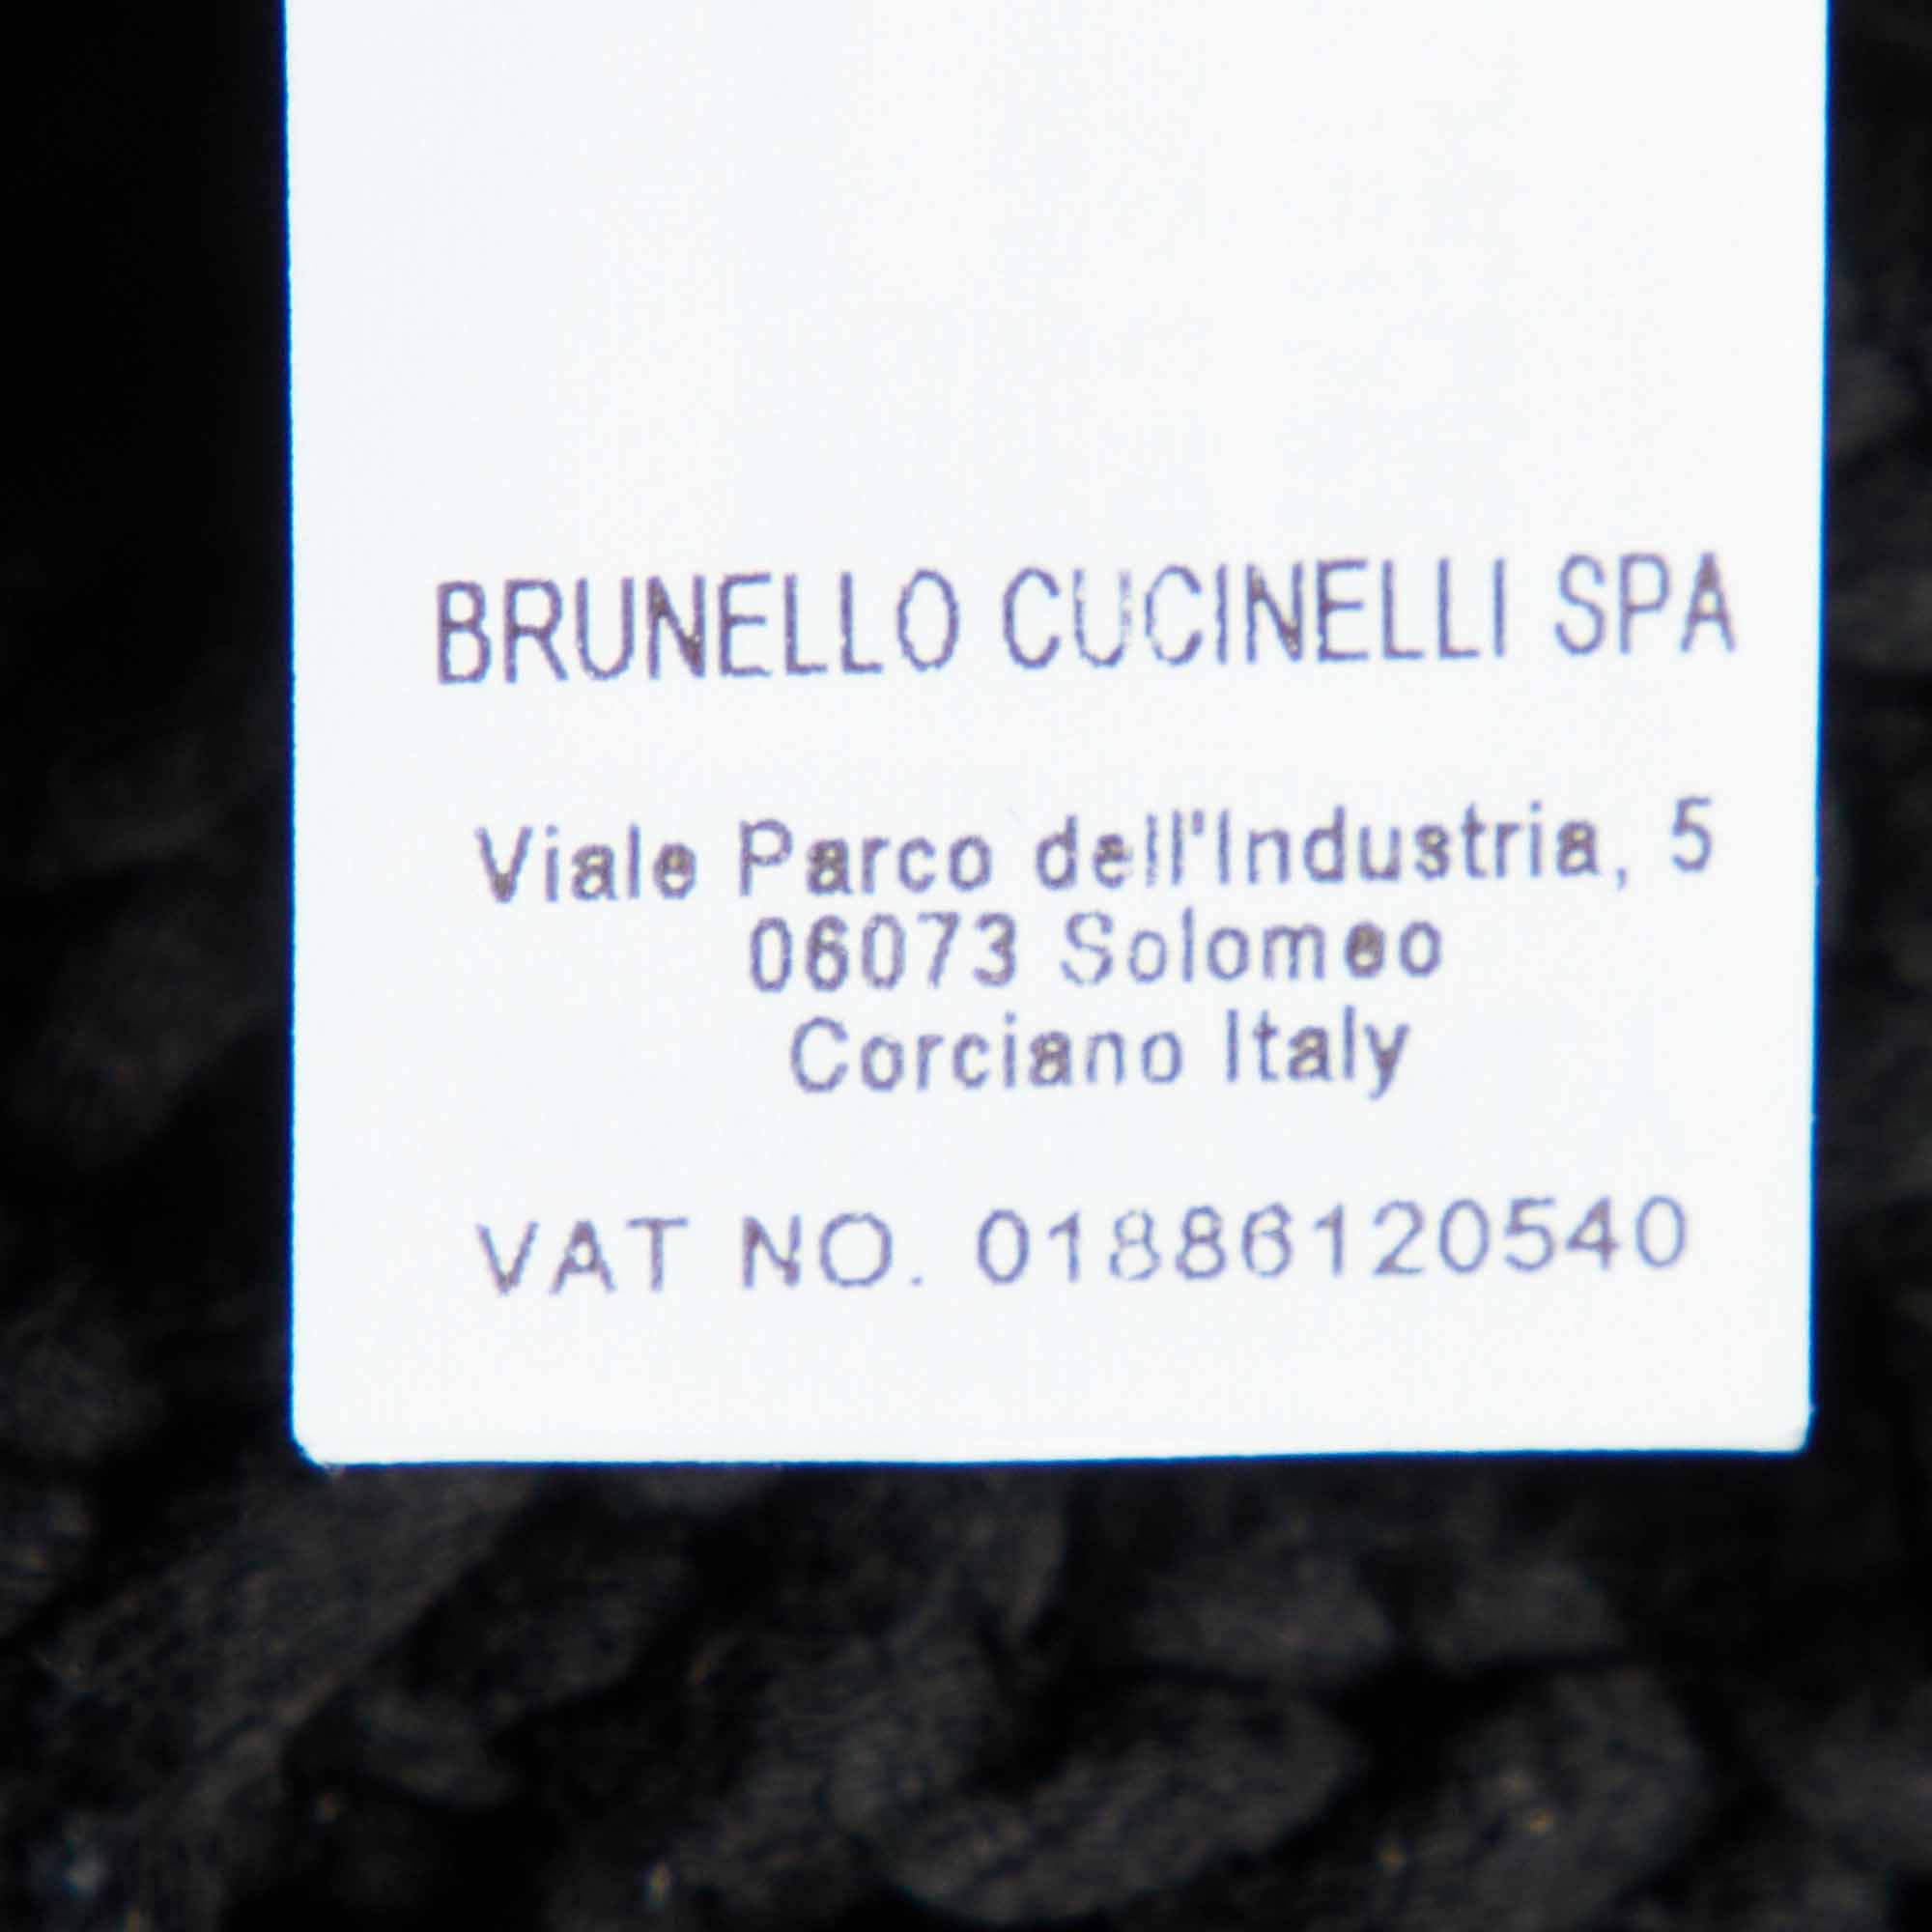 BRUNELLO CUCINELLI SPA
Viale Parco dell'Industria, 5
06073 Solomeo
Corciano Italy
VAT NO. 01886120540